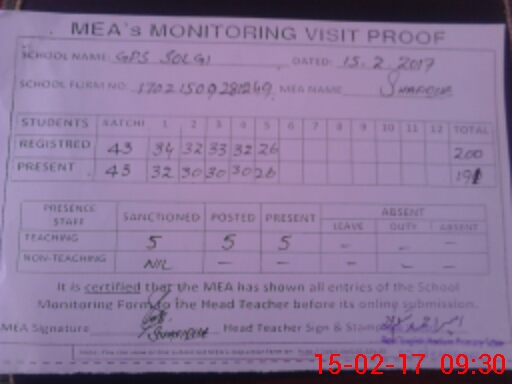 MEA's MONITORING VISIT PROOF
SCHOOL NAME: GPS SOLGI DATED: 15.2.2017
SCHOOL FORM NO: 17021509281269 MEA NAME
STUDENTS KATCHI 1 2 3 4 5 6 7 8 9 10 11 12 TOTAL
REGISTRED 43 34 32 33 32 26 200
PRESENT 43 32 30 30 30 26 191
PRESENCE STAFF SANCTIONED POSTED PRESENT ABSENT
LEAVE DUTY ABSENT
TEACHING 5 5 5 - - -
NON-TEACHING NIL - - - - -
It is certified that the MEA has shown all entries of the School
Monitoring Form to the Head Teacher before its online submission.
MEA Signature Head Teacher Sign & Stamp
15-02-17 09:30